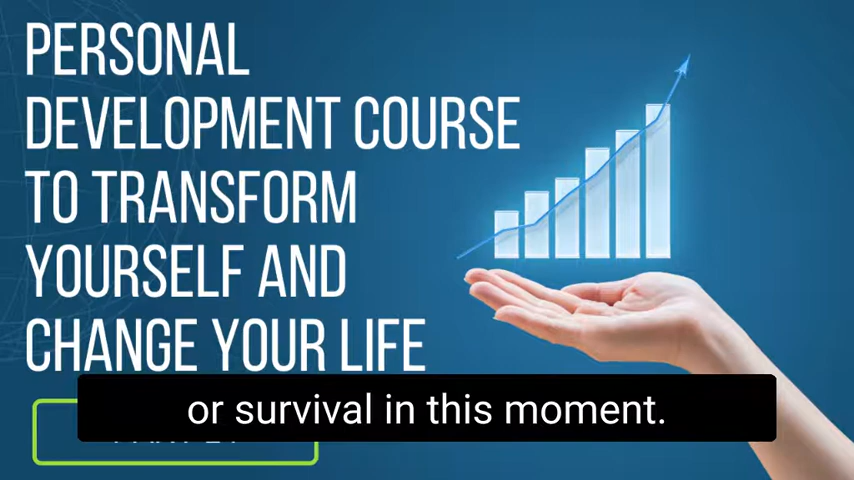 PERSONAL
DEVELOPMENT COURSE
TO TRANSFORM
YOURSELF AND
CHANGE YOUR LIFE
or survival in this moment.